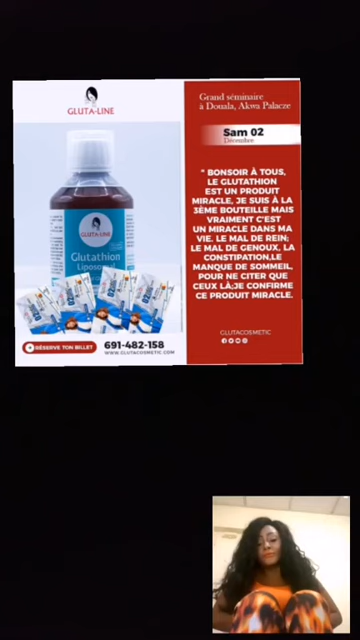 GLUTA-LINE
Grand séminaire
à Douala, Akwa Palacze
Sam 02
Décembre
" BONSOIR À TOUS,
LE GLUTATHION
EST UN PRODUIT
MIRACLE, JE SUIS À LA
3ÈME BOUTEILLE MAIS
VRAIMENT C'EST
UN MIRACLE DANS MA
VIE. LE MAL DE REIN;
LE MAL DE GENOUX, LA
CONSTIPATION,LE
MANQUE DE SOMMEIL,
POUR NE CITER QUE
CEUX LÀ;JE CONFIRME
CE PRODUIT MIRACLE.
GLUTA-LINE
Glutathion
Liposomal
RÉSERVE TON BILLET
691-482-158
WWW.GLUTACOSMETIC.COM
GLUTACOSMETIC